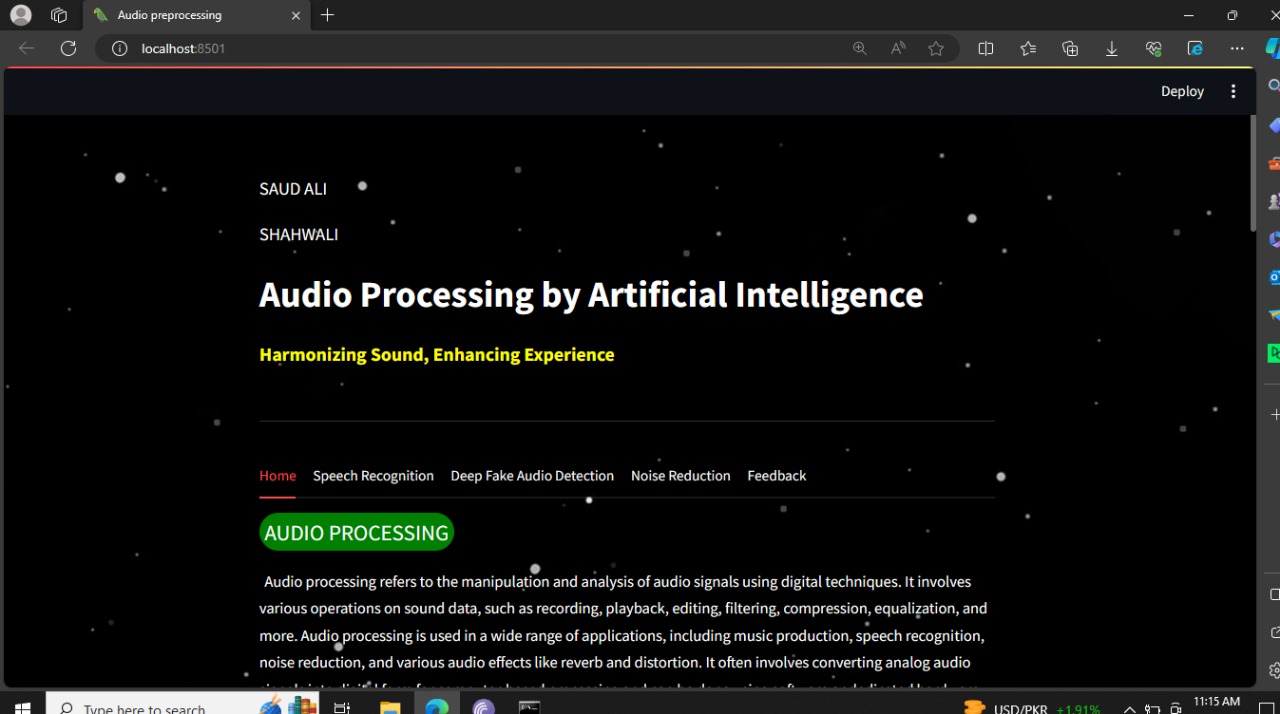 Audio preprocessing
localhost:8501
Deploy
SAUD ALI
SHAHWALI
Audio Processing by Artificial Intelligence
Harmonizing Sound, Enhancing Experience
Home Speech Recognition Deep Fake Audio Detection Noise Reduction Feedback
AUDIO PROCESSING
Audio processing refers to the manipulation and analysis of audio signals using digital techniques. It involves
various operations on sound data, such as recording, playback, editing, filtering, compression, equalization, and
more. Audio processing is used in a wide range of applications, including music production, speech recognition,
noise reduction, and various audio effects like reverb and distortion. It often involves converting analog audio
Type here to search
USD/PKR +1.91%
11:15 AM